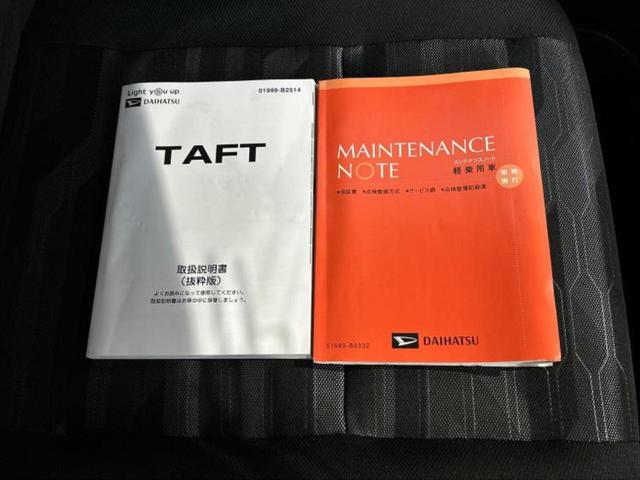 Light you up
DAIHATSU
01999-B2514
TAFT
取扱説明書
(抜粋版)
よくお読みになって使用してください。
取扱説明書はお車の中に保管しましょう。
MAINTENANCE
NOTE
メンテナンスノート
軽乗用車
携行
•保証書 •点検整備方式 •サービス網 •点検整備記録簿
DAIHATSU